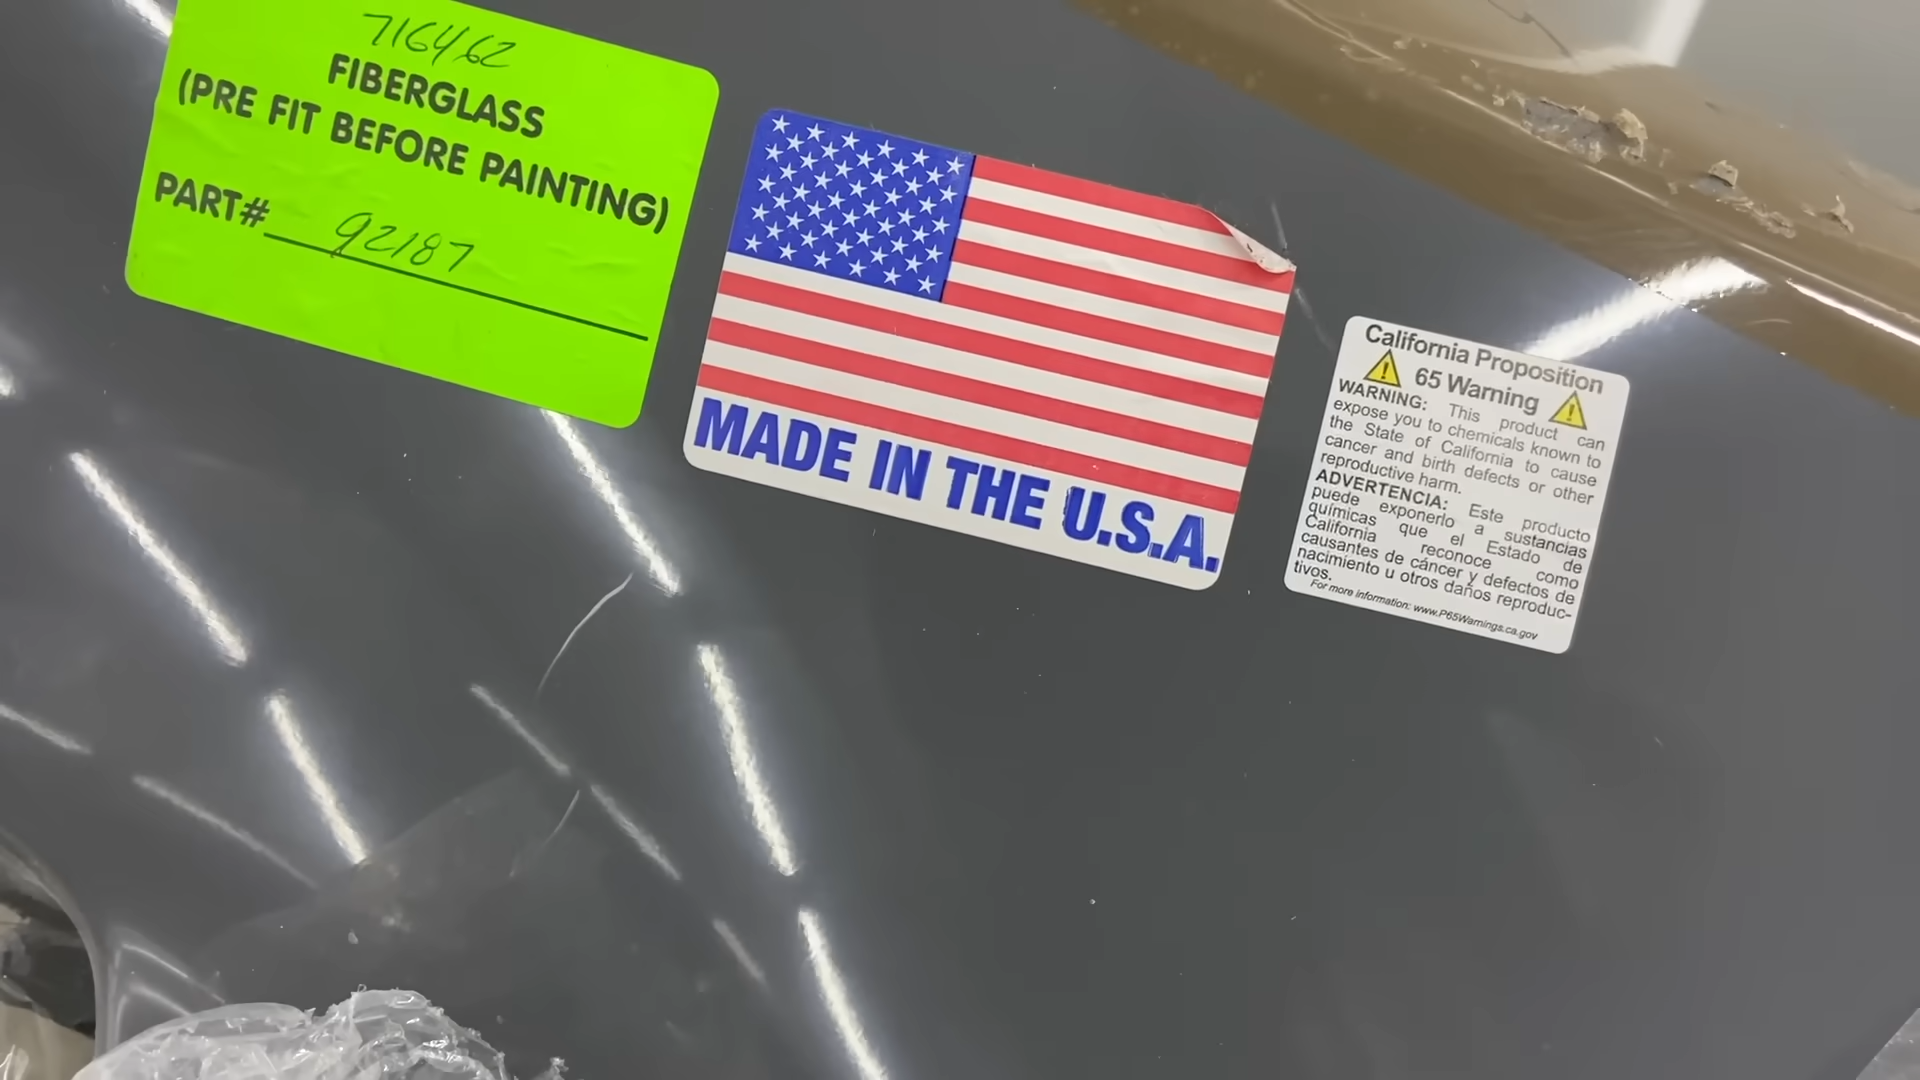 716462
FIBERGLASS
(PRE FIT BEFORE PAINTING)
PART# 92187
MADE IN THE U.S.A.
California Proposition
65 Warning
WARNING: This product can
expose you to chemicals known to
the State of California to cause
cancer and birth defects or other
reproductive harm.
ADVERTENCIA: Este producto
puede exponerlo a sustancias
químicas que el Estado de
California reconoce como
causantes de cáncer y defectos de
nacimiento u otros daños reproduc-
tivos.
For more information: www.P65Warnings.ca.gov